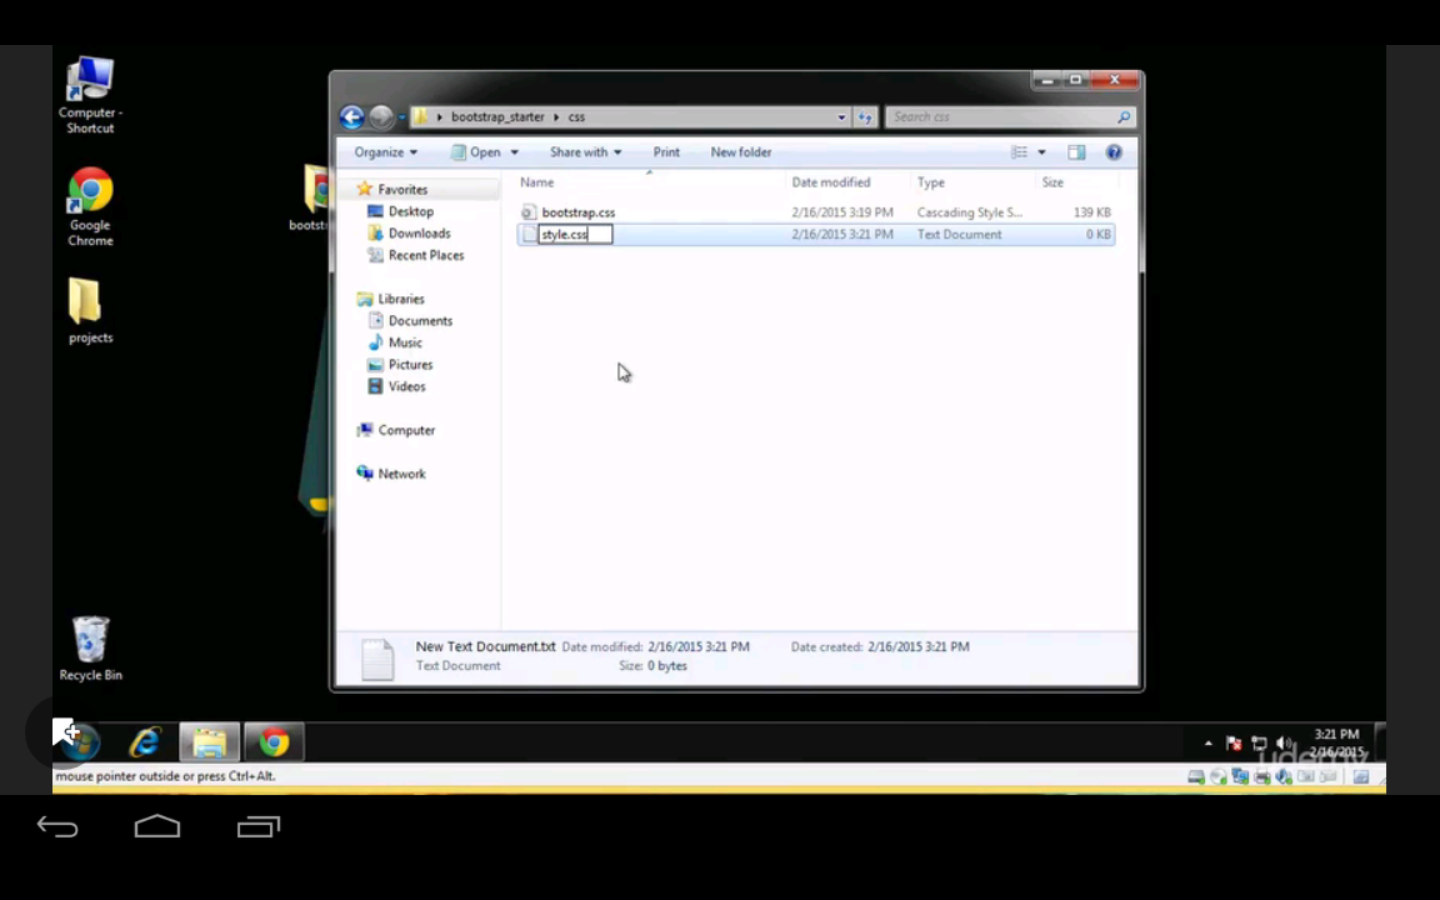 Computer -
Shortcut
Google
Chrome
projects
Recycle Bin
bootst
bootstrap_starter
css
Search css
Organize
Open
Share with
Print
New folder
Name
Date modified
Type
Size
Favorites
Desktop
Downloads
Recent Places
Libraries
Documents
Music
Pictures
Videos
Computer
Network
bootstrap.css 2/16/2015 3:19 PM Cascading Style S... 139 KB
style.css 2/16/2015 3:21 PM Text Document 0 KB
New Text Document.txt Date modified: 2/16/2015 3:21 PM Date created: 2/16/2015 3:21 PM
Text Document Size: 0 bytes
3:21 PM
2/16/2015
udemy
mouse pointer outside or press Ctrl+Alt.